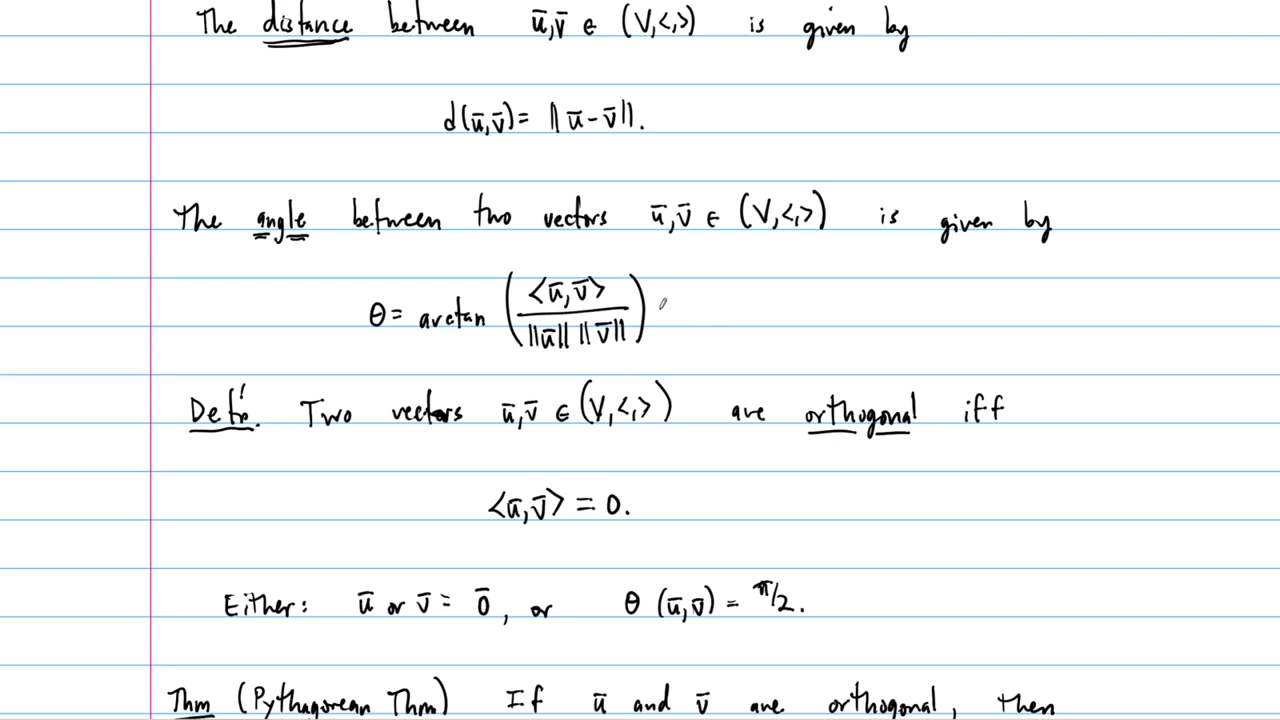 The distance between ū, v̄ ∈ (V,<,>) is given by
d(ū,v̄) = ||ū - v̄||.
The angle between two vectors ū, v̄ ∈ (V,<,>) is given by
θ = arctan (<ū,v̄> / ||ū|| ||v̄||)
Def'n. Two vectors ū, v̄ ∈ (V,<,>) are orthogonal iff
<ū,v̄> = 0.
Either: ū or v̄ = 0̄, or θ(ū,v̄) = π/2.
Thm (Pythagorean Thm) If ū and v̄ are orthogonal, then